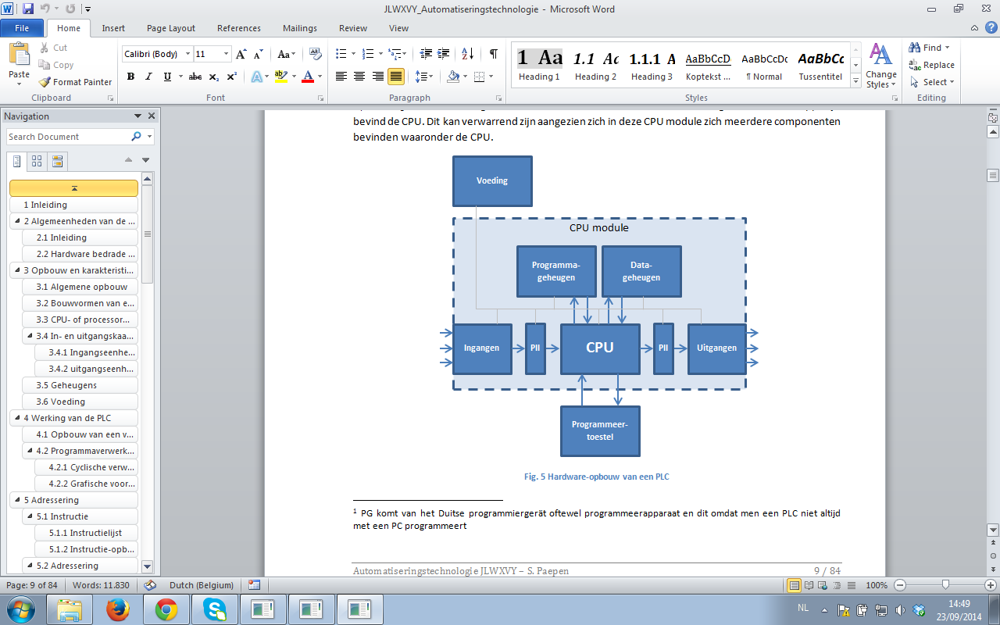 JLWXVY_Automatiseringstechnologie - Microsoft Word
File Home Insert Page Layout References Mailings Review View
Paste
Cut
Copy
Format Painter
Clipboard
Calibri (Body) 11
Font
Paragraph
1 Aa 1.1 Aa 1.1.1 A AaBbCcD AaBbCcDc AaBbCc
Heading 1 Heading 2 Heading 3 Koptekst ... ¶ Normal Tussentitel
Change
Styles
Styles
Find
Replace
Select
Editing
Navigation
Search Document
1 Inleiding
2 Algemeenheden van de ...
2.1 Inleiding
2.2 Hardware bedrade ...
3 Opbouw en karakteristi...
3.1 Algemene opbouw
3.2 Bouwvormen van e...
3.3 CPU- of processor...
3.4 In- en uitgangskaa...
3.4.1 Ingangseenhe...
3.4.2 uitgangseenh...
3.5 Geheugens
3.6 Voeding
4 Werking van de PLC
4.1 Opbouw van een v...
4.2 Programmaverwerk...
4.2.1 Cyclische verw...
4.2.2 Grafische voor...
5 Adressering
5.1 Instructie
5.1.1 Instructielijst
5.1.2 Instructie-opb...
5.2 Adressering
bevind de CPU. Dit kan verwarrend zijn aangezien zich in deze CPU module zich meerdere componenten
bevinden waaronder de CPU.
Voeding
CPU module
Programma-
geheugen
Data-
geheugen
Ingangen PII CPU PII Uitgangen
Programmeer-
toestel
Fig. 5 Hardware-opbouw van een PLC
1 PG komt van het Duitse programmiergerät oftewel programmeerapparaat en dit omdat men een PLC niet altijd
met een PC programmeert
Automatiseringstechnologie JLWXVY – S. Paepen 9 / 84
Page: 9 of 84 Words: 11.830 Dutch (Belgium) 100%
NL 14:49
23/09/2014